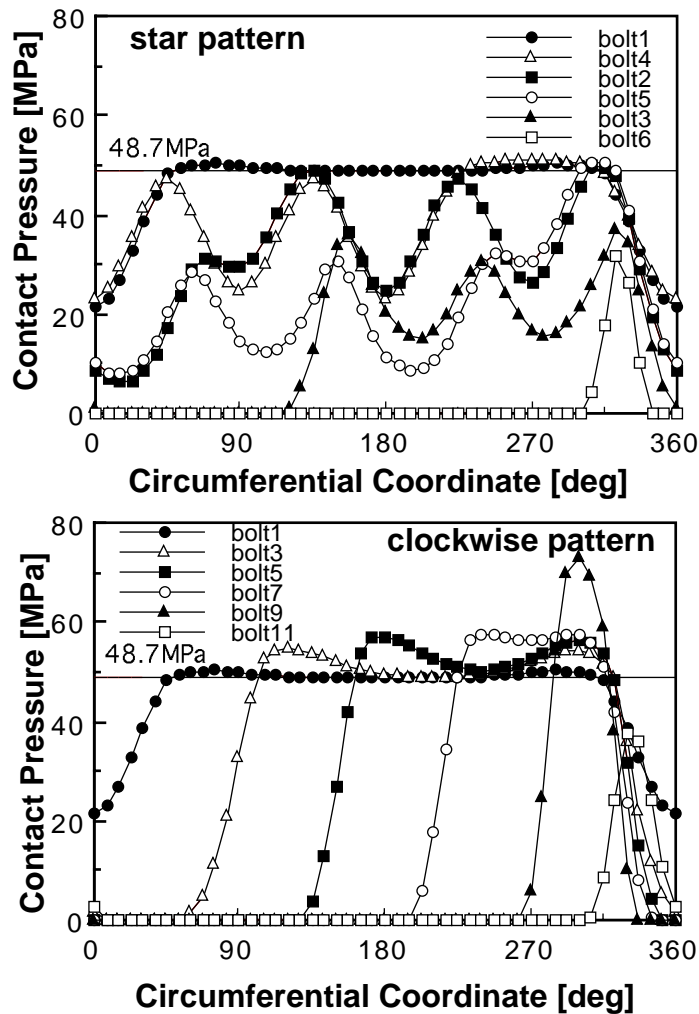 80
star pattern
bolt1
bolt4
bolt2
bolt5
bolt3
bolt6
60
48.7MPa
40
20
0
Contact Pressure [MPa]
0 90 180 270 360
Circumferential Coordinate [deg]
80
bolt1
bolt3
bolt5
bolt7
bolt9
bolt11
clockwise pattern
60
48.7MPa
40
20
0
Contact Pressure [MPa]
0 90 180 270 360
Circumferential Coordinate [deg]